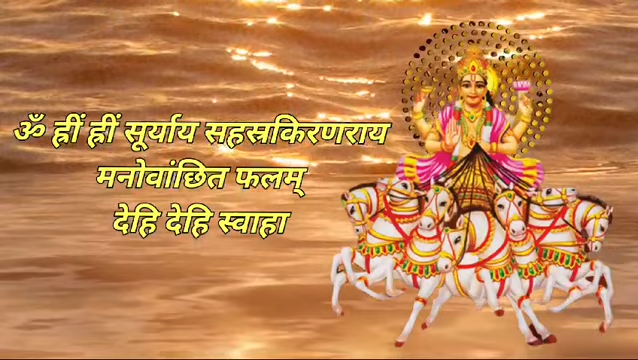 ॐ ह्रीं ह्रीं सूर्याय सहस्रकिरणराय
मनोवांछित फलम्
देहि देहि स्वाहा